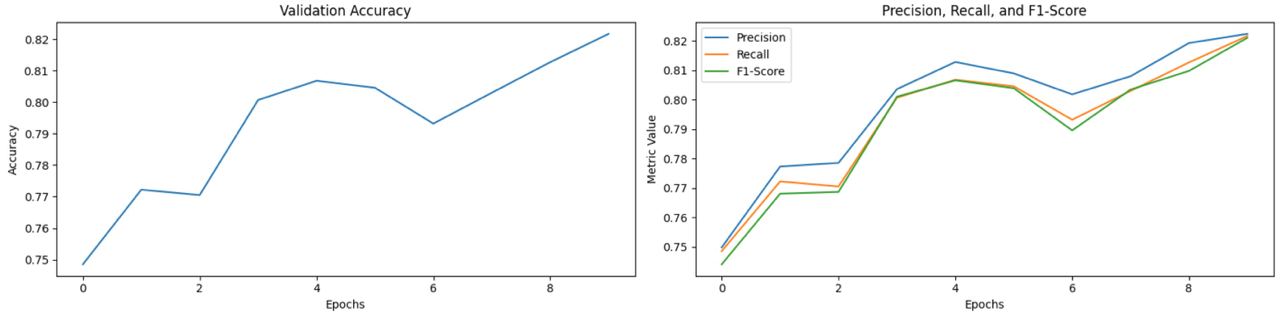 Validation Accuracy
0.82
0.81
0.80
0.79
0.78
0.77
0.76
0.75
Accuracy
0 2 4 6 8
Epochs
Precision, Recall, and F1-Score
Precision
Recall
F1-Score
0.82
0.81
0.80
0.79
0.78
0.77
0.76
0.75
Metric Value
0 2 4 6 8
Epochs